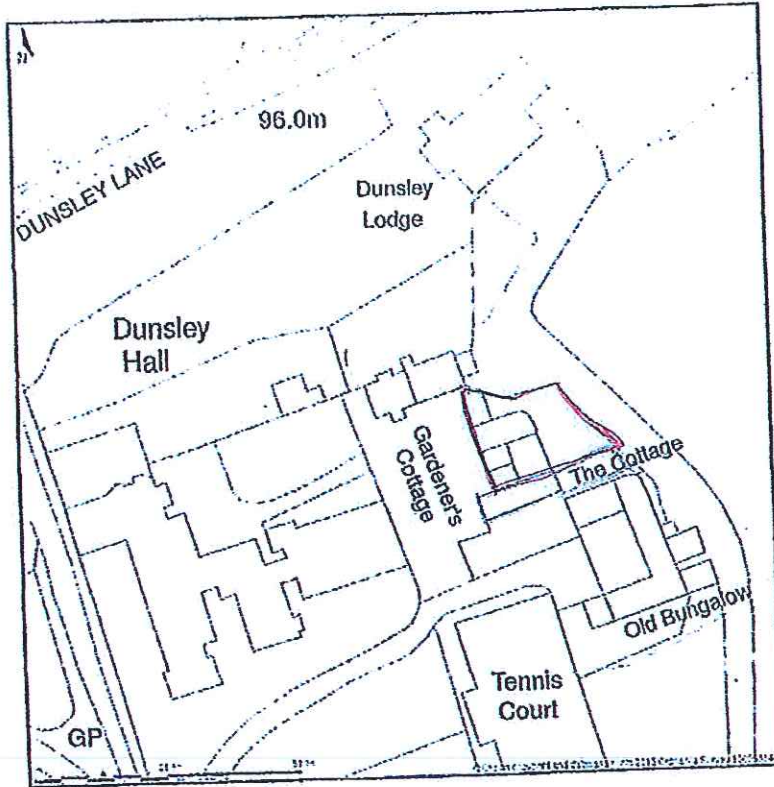 N
96.0m
DUNSLEY LANE
Dunsley
Lodge
Dunsley
Hall
Gardener's
Cottage
The Cottage
Old Bungalow
Tennis
Court
GP